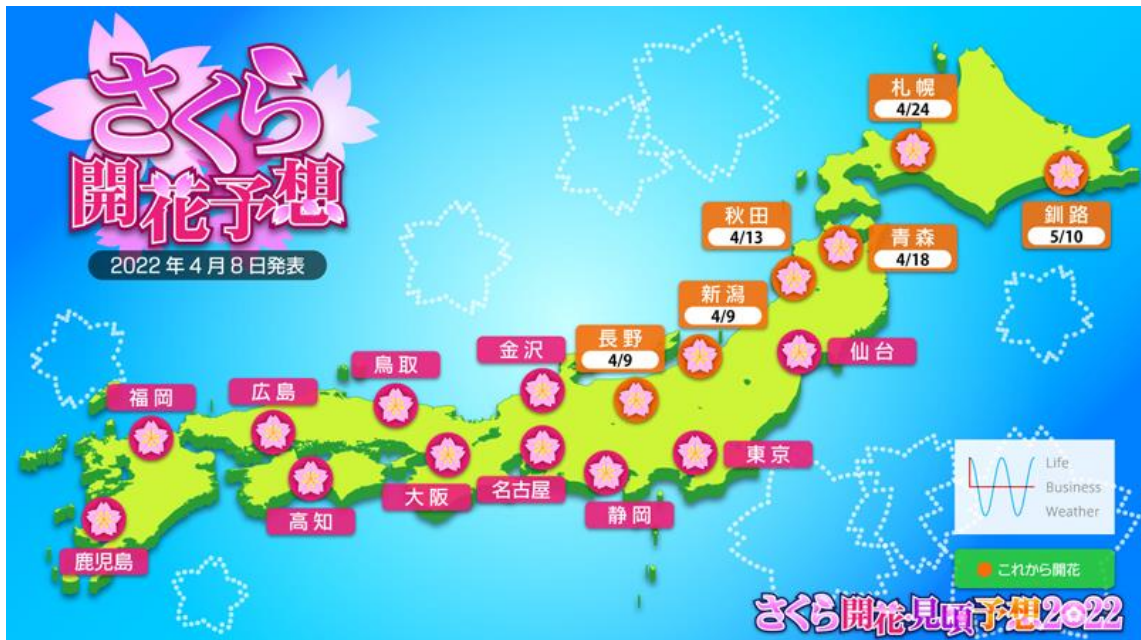 さくら
開花予想
2022年4月8日発表
札幌
4/24
釧路
5/10
秋田
4/13
青森
4/18
新潟
4/9
長野
4/9
仙台
金沢
鳥取
広島
福岡
東京
名古屋
大阪
静岡
高知
鹿児島
Life
Business
Weather
これから開花
さくら開花・見頃予想2022